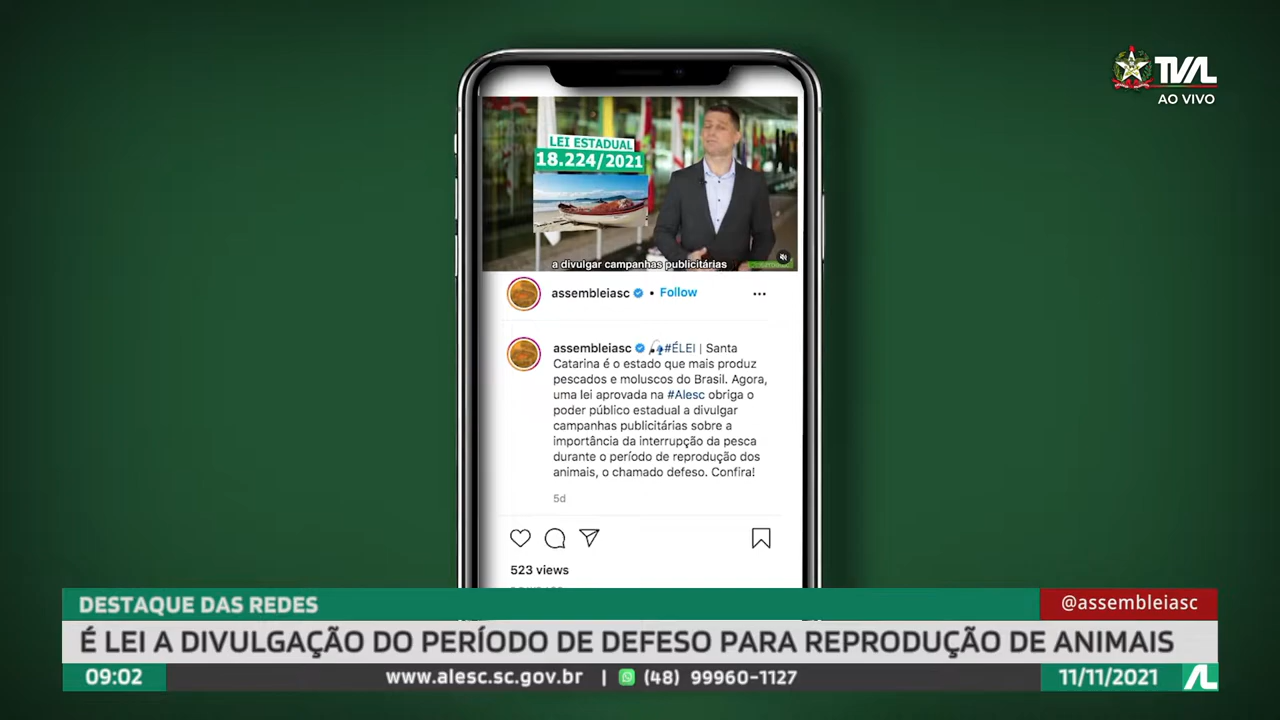 TVAL
AO VIVO
LEI ESTADUAL
18.224/2021
a divulgar campanhas publicitárias
assembleiasc • Follow
assembleiasc #ÉLEI | Santa
Catarina é o estado que mais produz
pescados e moluscos do Brasil. Agora,
uma lei aprovada na #Alesc obriga o
poder público estadual a divulgar
campanhas publicitárias sobre a
importância da interrupção da pesca
durante o período de reprodução dos
animais, o chamado defeso. Confira!
5d
523 views
DESTAQUE DAS REDES
@assembleiasc
É LEI A DIVULGAÇÃO DO PERÍODO DE DEFESO PARA REPRODUÇÃO DE ANIMAIS
09:02
www.alesc.sc.gov.br | (48) 99960-1127
11/11/2021
AL